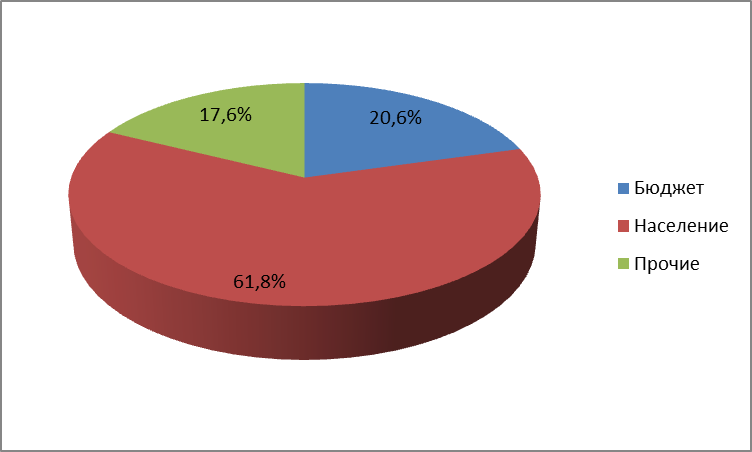 17,6%
20,6%
61,8%
Бюджет
Население
Прочие